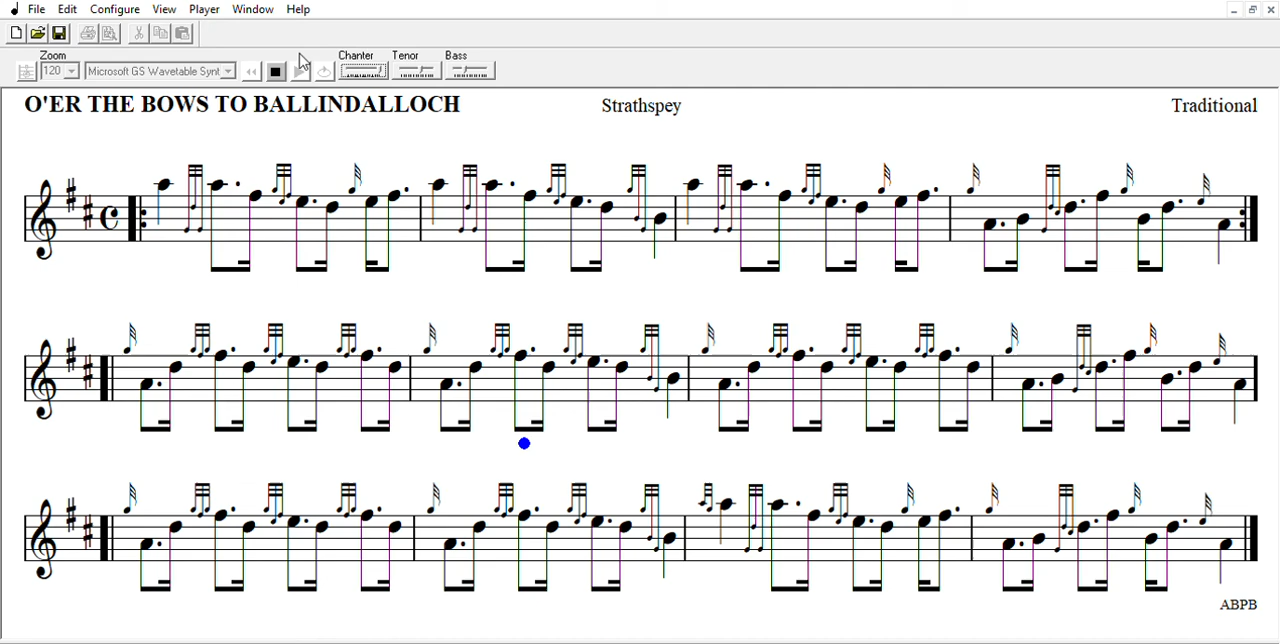 File Edit Configure View Player Window Help
Zoom Chanter Tenor Bass
120 Microsoft GS Wavetable Synt
O'ER THE BOWS TO BALLINDALLOCH Strathspey Traditional
ABPB